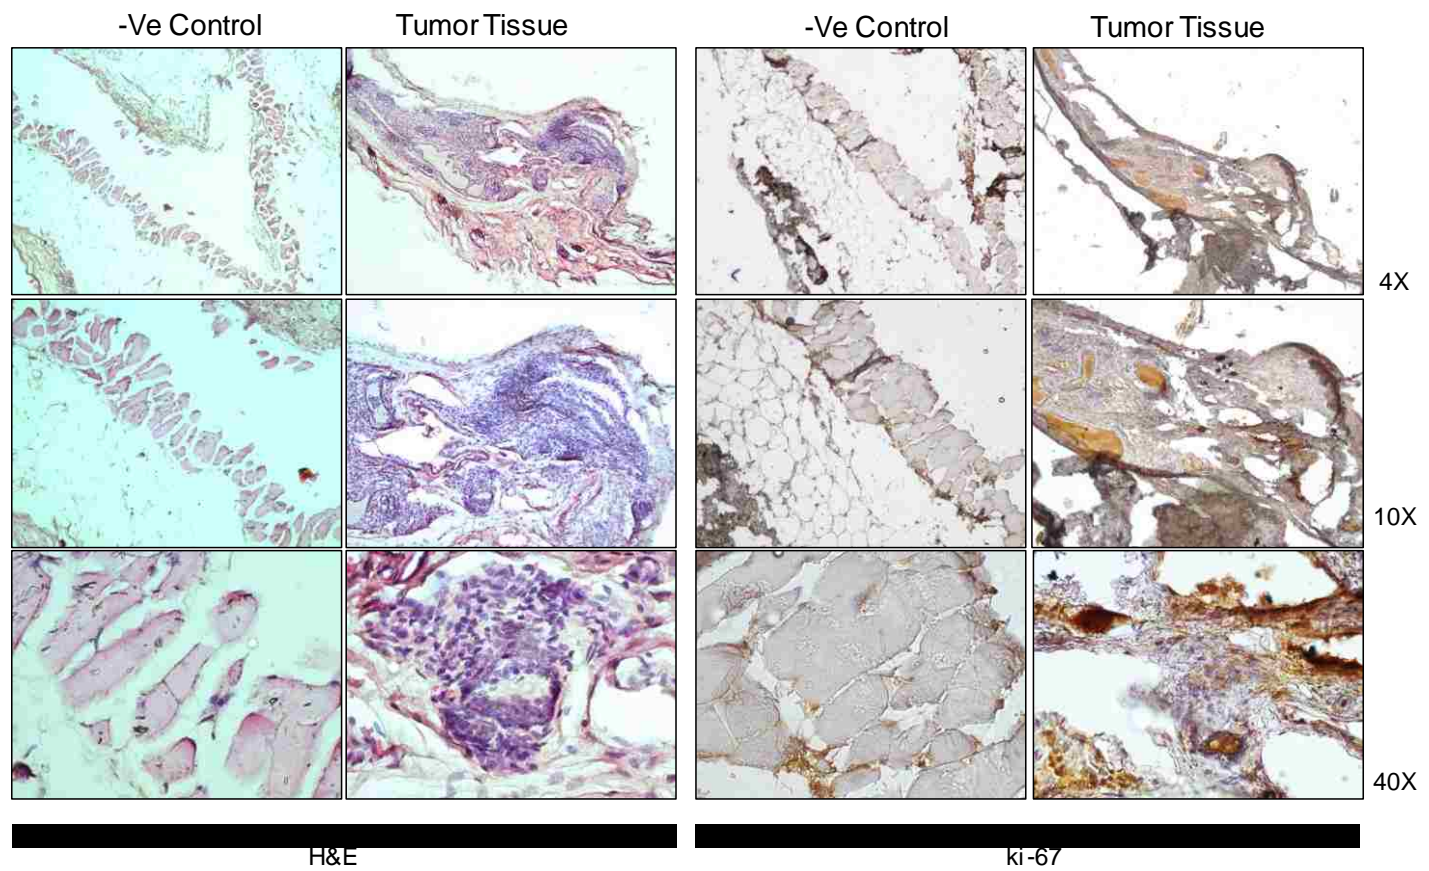 -Ve Control Tumor Tissue -Ve Control Tumor Tissue
4X
10X
40X
H&E ki-67